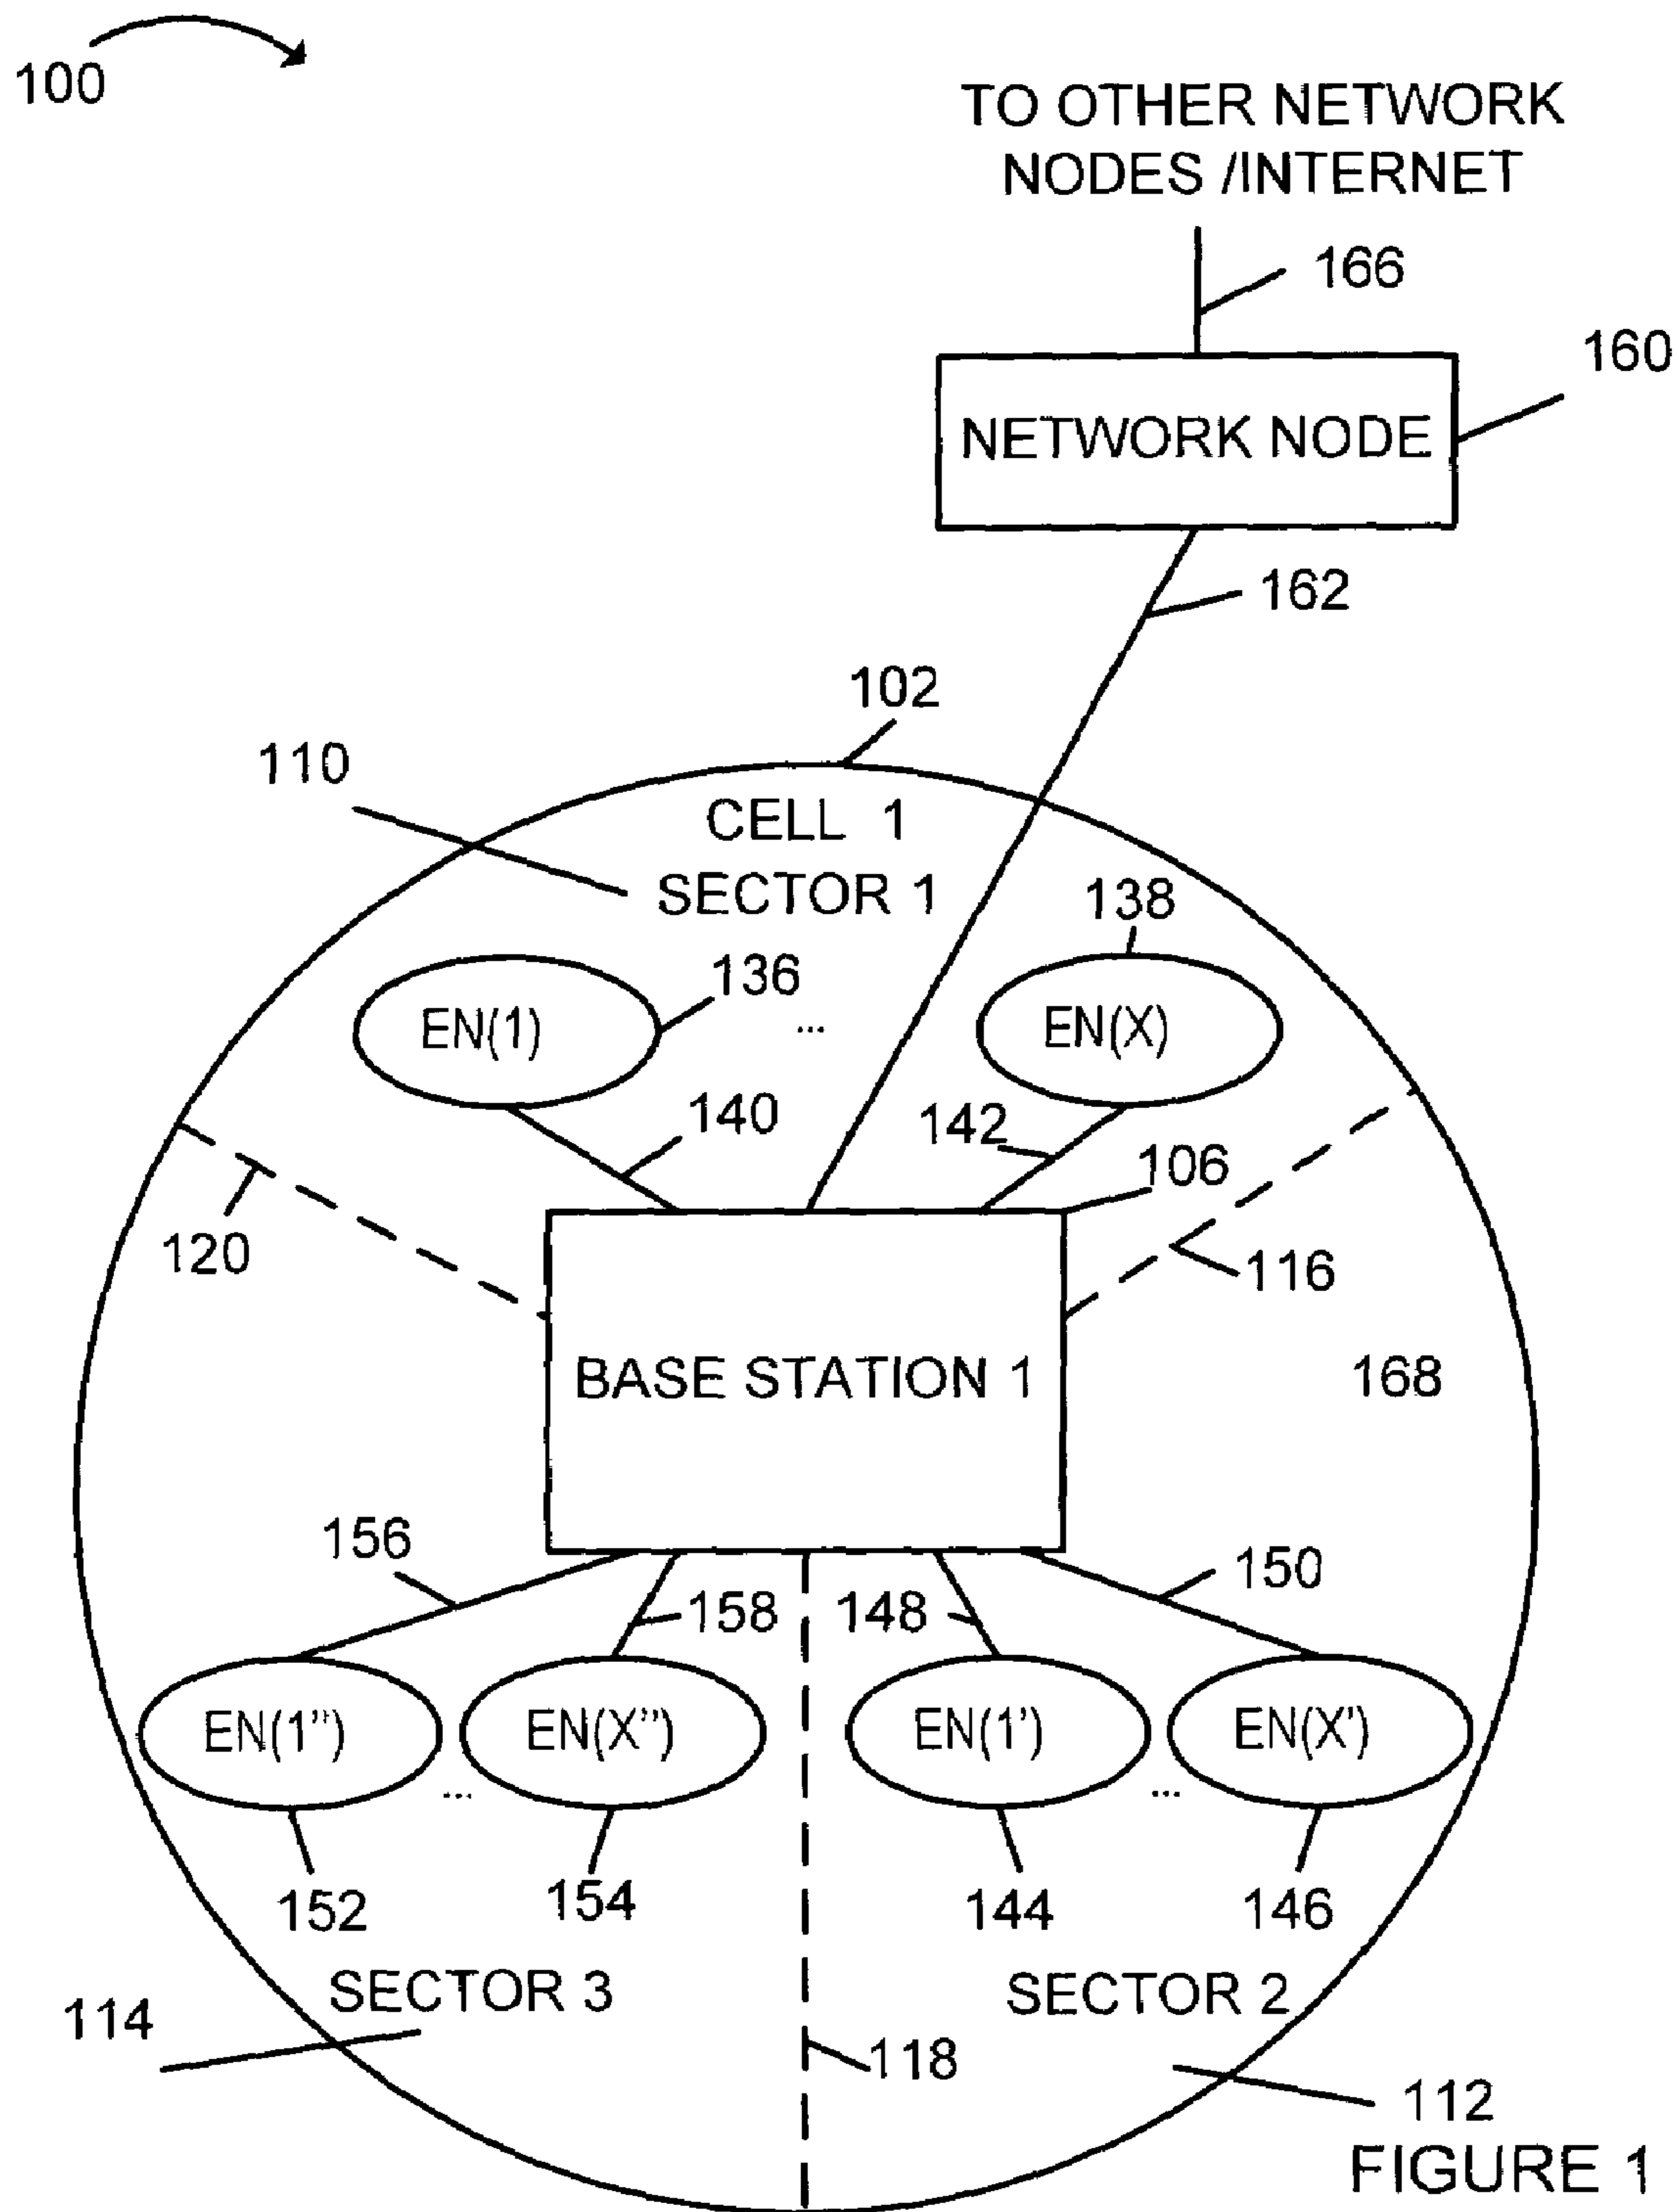 100
TO OTHER NETWORK
NODES /INTERNET
166
160
NETWORK NODE
162
102
110
CELL 1
SECTOR 1
138
136
EN(1)
...
EN(X)
140
142
106
120
116
BASE STATION 1
168
156
150
158
148
EN(1")
...
EN(X")
EN(1')
...
EN(X')
152
154
144
146
SECTOR 3
SECTOR 2
114
118
112
FIGURE 1